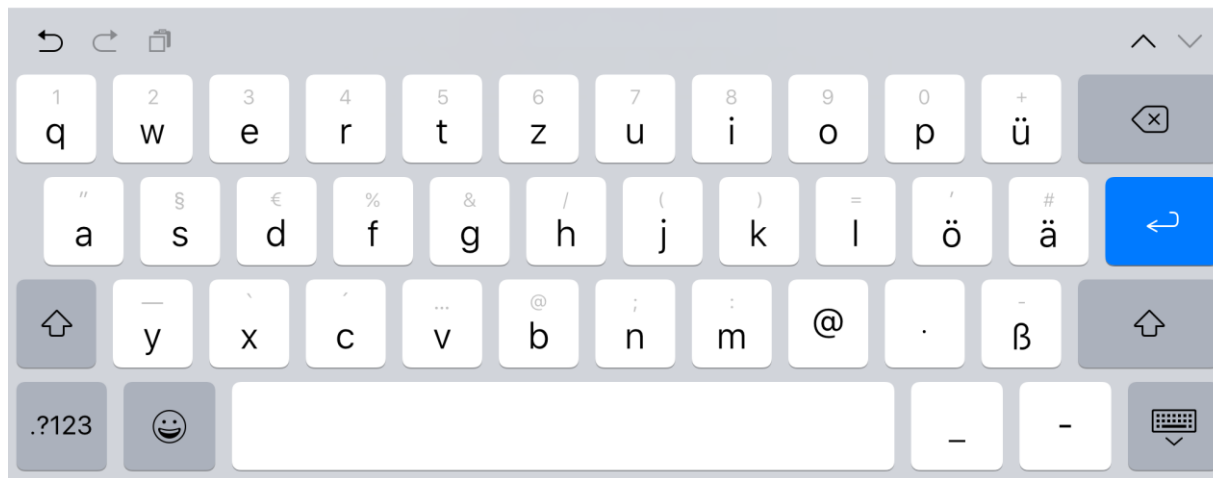 1 2 3 4 5 6 7 8 9 0 +
q w e r t z u i o p ü
" § € % & / ( ) = ' #
a s d f g h j k l ö ä
— ` ´ … @ ; : -
y x c v b n m @ . ß
.?123 _ -